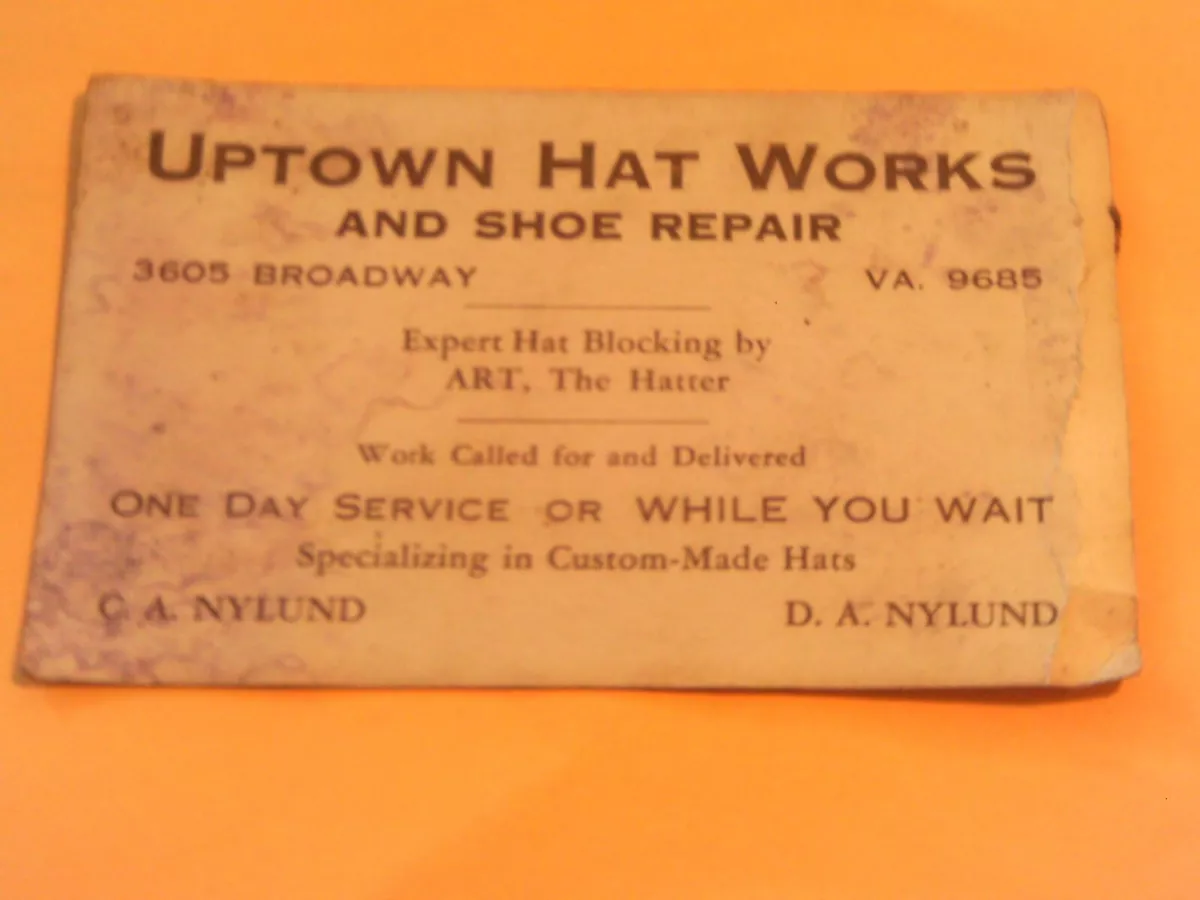 UPTOWN HAT WORKS
AND SHOE REPAIR
3605 BROADWAY VA. 9685
Expert Hat Blocking by
ART, The Hatter
Work Called for and Delivered
ONE DAY SERVICE OR WHILE YOU WAIT
Specializing in Custom-Made Hats
C. A. NYLUND D. A. NYLUND